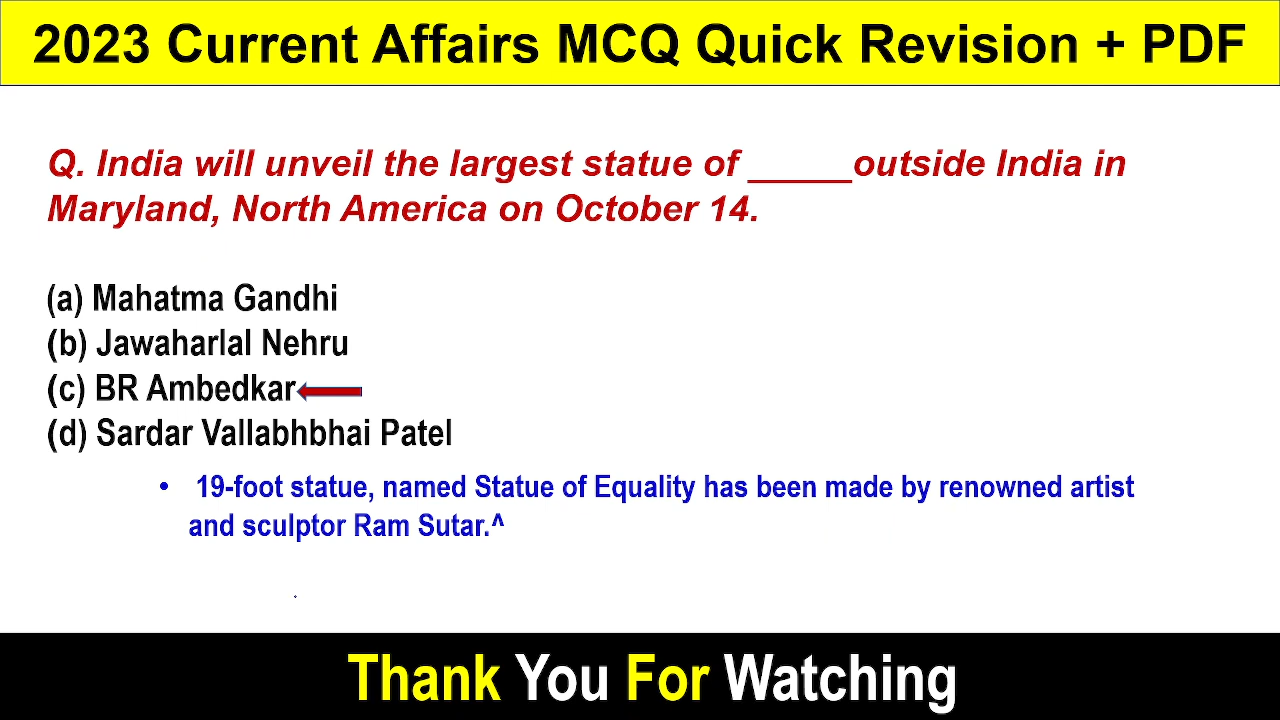 2023 Current Affairs MCQ Quick Revision + PDF
Q. India will unveil the largest statue of _____outside India in
Maryland, North America on October 14.
(a) Mahatma Gandhi
(b) Jawaharlal Nehru
(c) BR Ambedkar
(d) Sardar Vallabhbhai Patel
• 19-foot statue, named Statue of Equality has been made by renowned artist
and sculptor Ram Sutar.^
Thank You For Watching